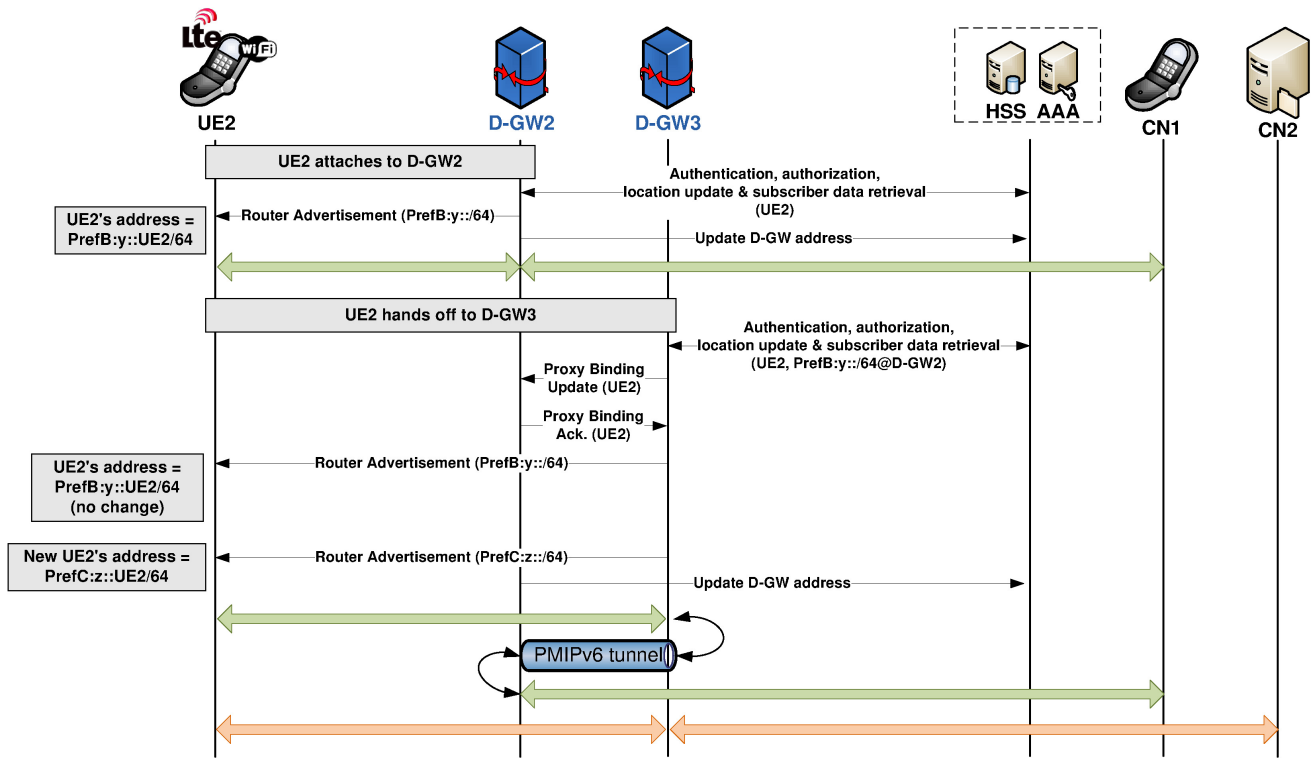 Lte
WiFi
UE2
D-GW2
D-GW3
HSS AAA
CN1
CN2
UE2 attaches to D-GW2
Authentication, authorization,
location update & subscriber data retrieval
(UE2)
UE2's address =
PrefB:y::UE2/64
Router Advertisement (PrefB:y::/64)
Update D-GW address
UE2 hands off to D-GW3
Authentication, authorization,
location update & subscriber data retrieval
(UE2, PrefB:y::/64@D-GW2)
Proxy Binding
Update (UE2)
Proxy Binding
Ack. (UE2)
UE2's address =
PrefB:y::UE2/64
(no change)
Router Advertisement (PrefB:y::/64)
New UE2's address =
PrefC:z::UE2/64
Router Advertisement (PrefC:z::/64)
Update D-GW address
PMIPv6 tunnel